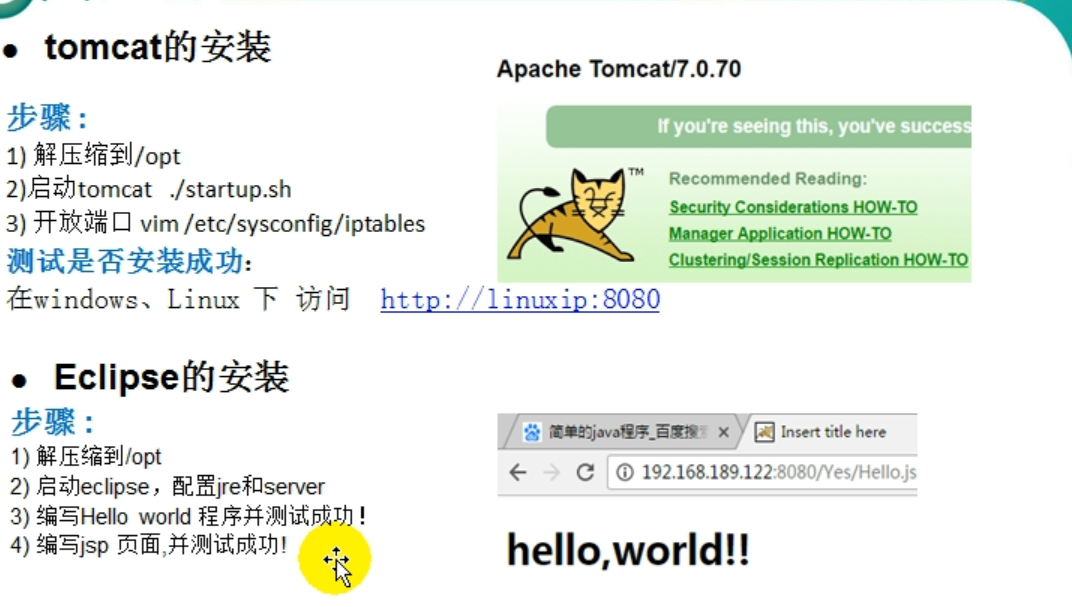 ● tomcat的安装
Apache Tomcat/7.0.70
步骤：
1) 解压缩到/opt
2)启动tomcat ./startup.sh
3) 开放端口 vim /etc/sysconfig/iptables
If you're seeing this, you've success
TM
Recommended Reading:
Security Considerations HOW-TO
Manager Application HOW-TO
Clustering/Session Replication HOW-TO
测试是否安装成功：
在windows、Linux 下 访问 http://linuxip:8080
● Eclipse的安装
步骤：
1) 解压缩到/opt
2) 启动eclipse，配置jre和server
3) 编写Hello world 程序并测试成功！
4) 编写jsp 页面,并测试成功!
简单的java程序_百度搜
Insert title here
192.168.189.122:8080/Yes/Hello.js
hello,world!!